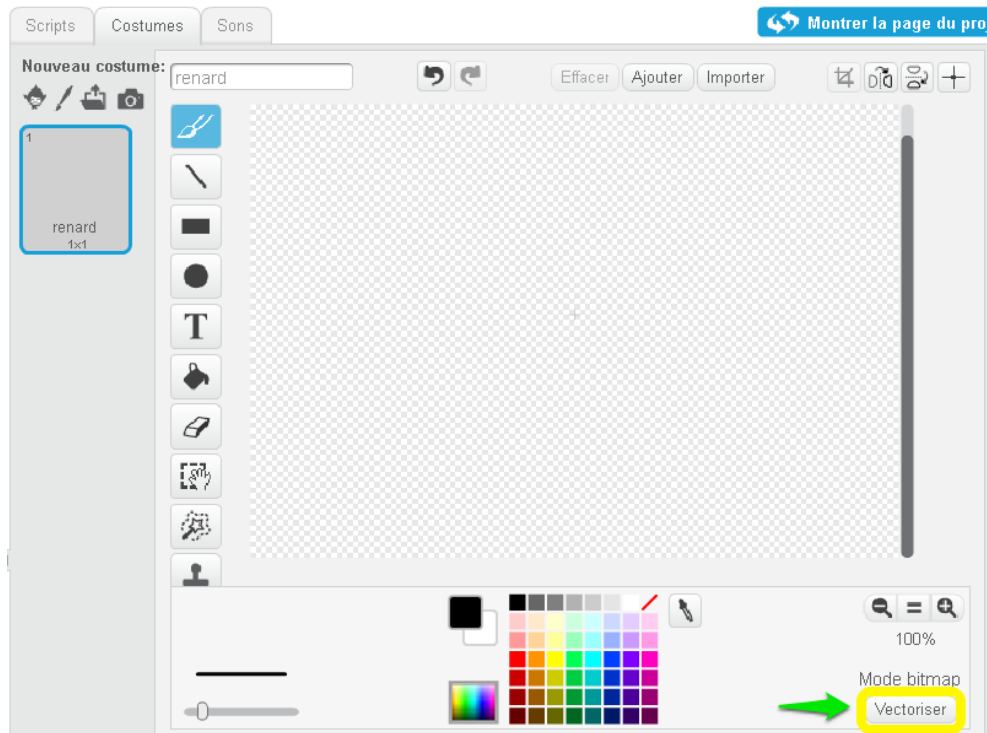 Scripts
Costumes
Sons
Montrer la page du
Nouveau costume:
renard
Effacer
Ajouter
Importer
1
renard
1x1
T
100%
Mode bitmap
Vectoriser